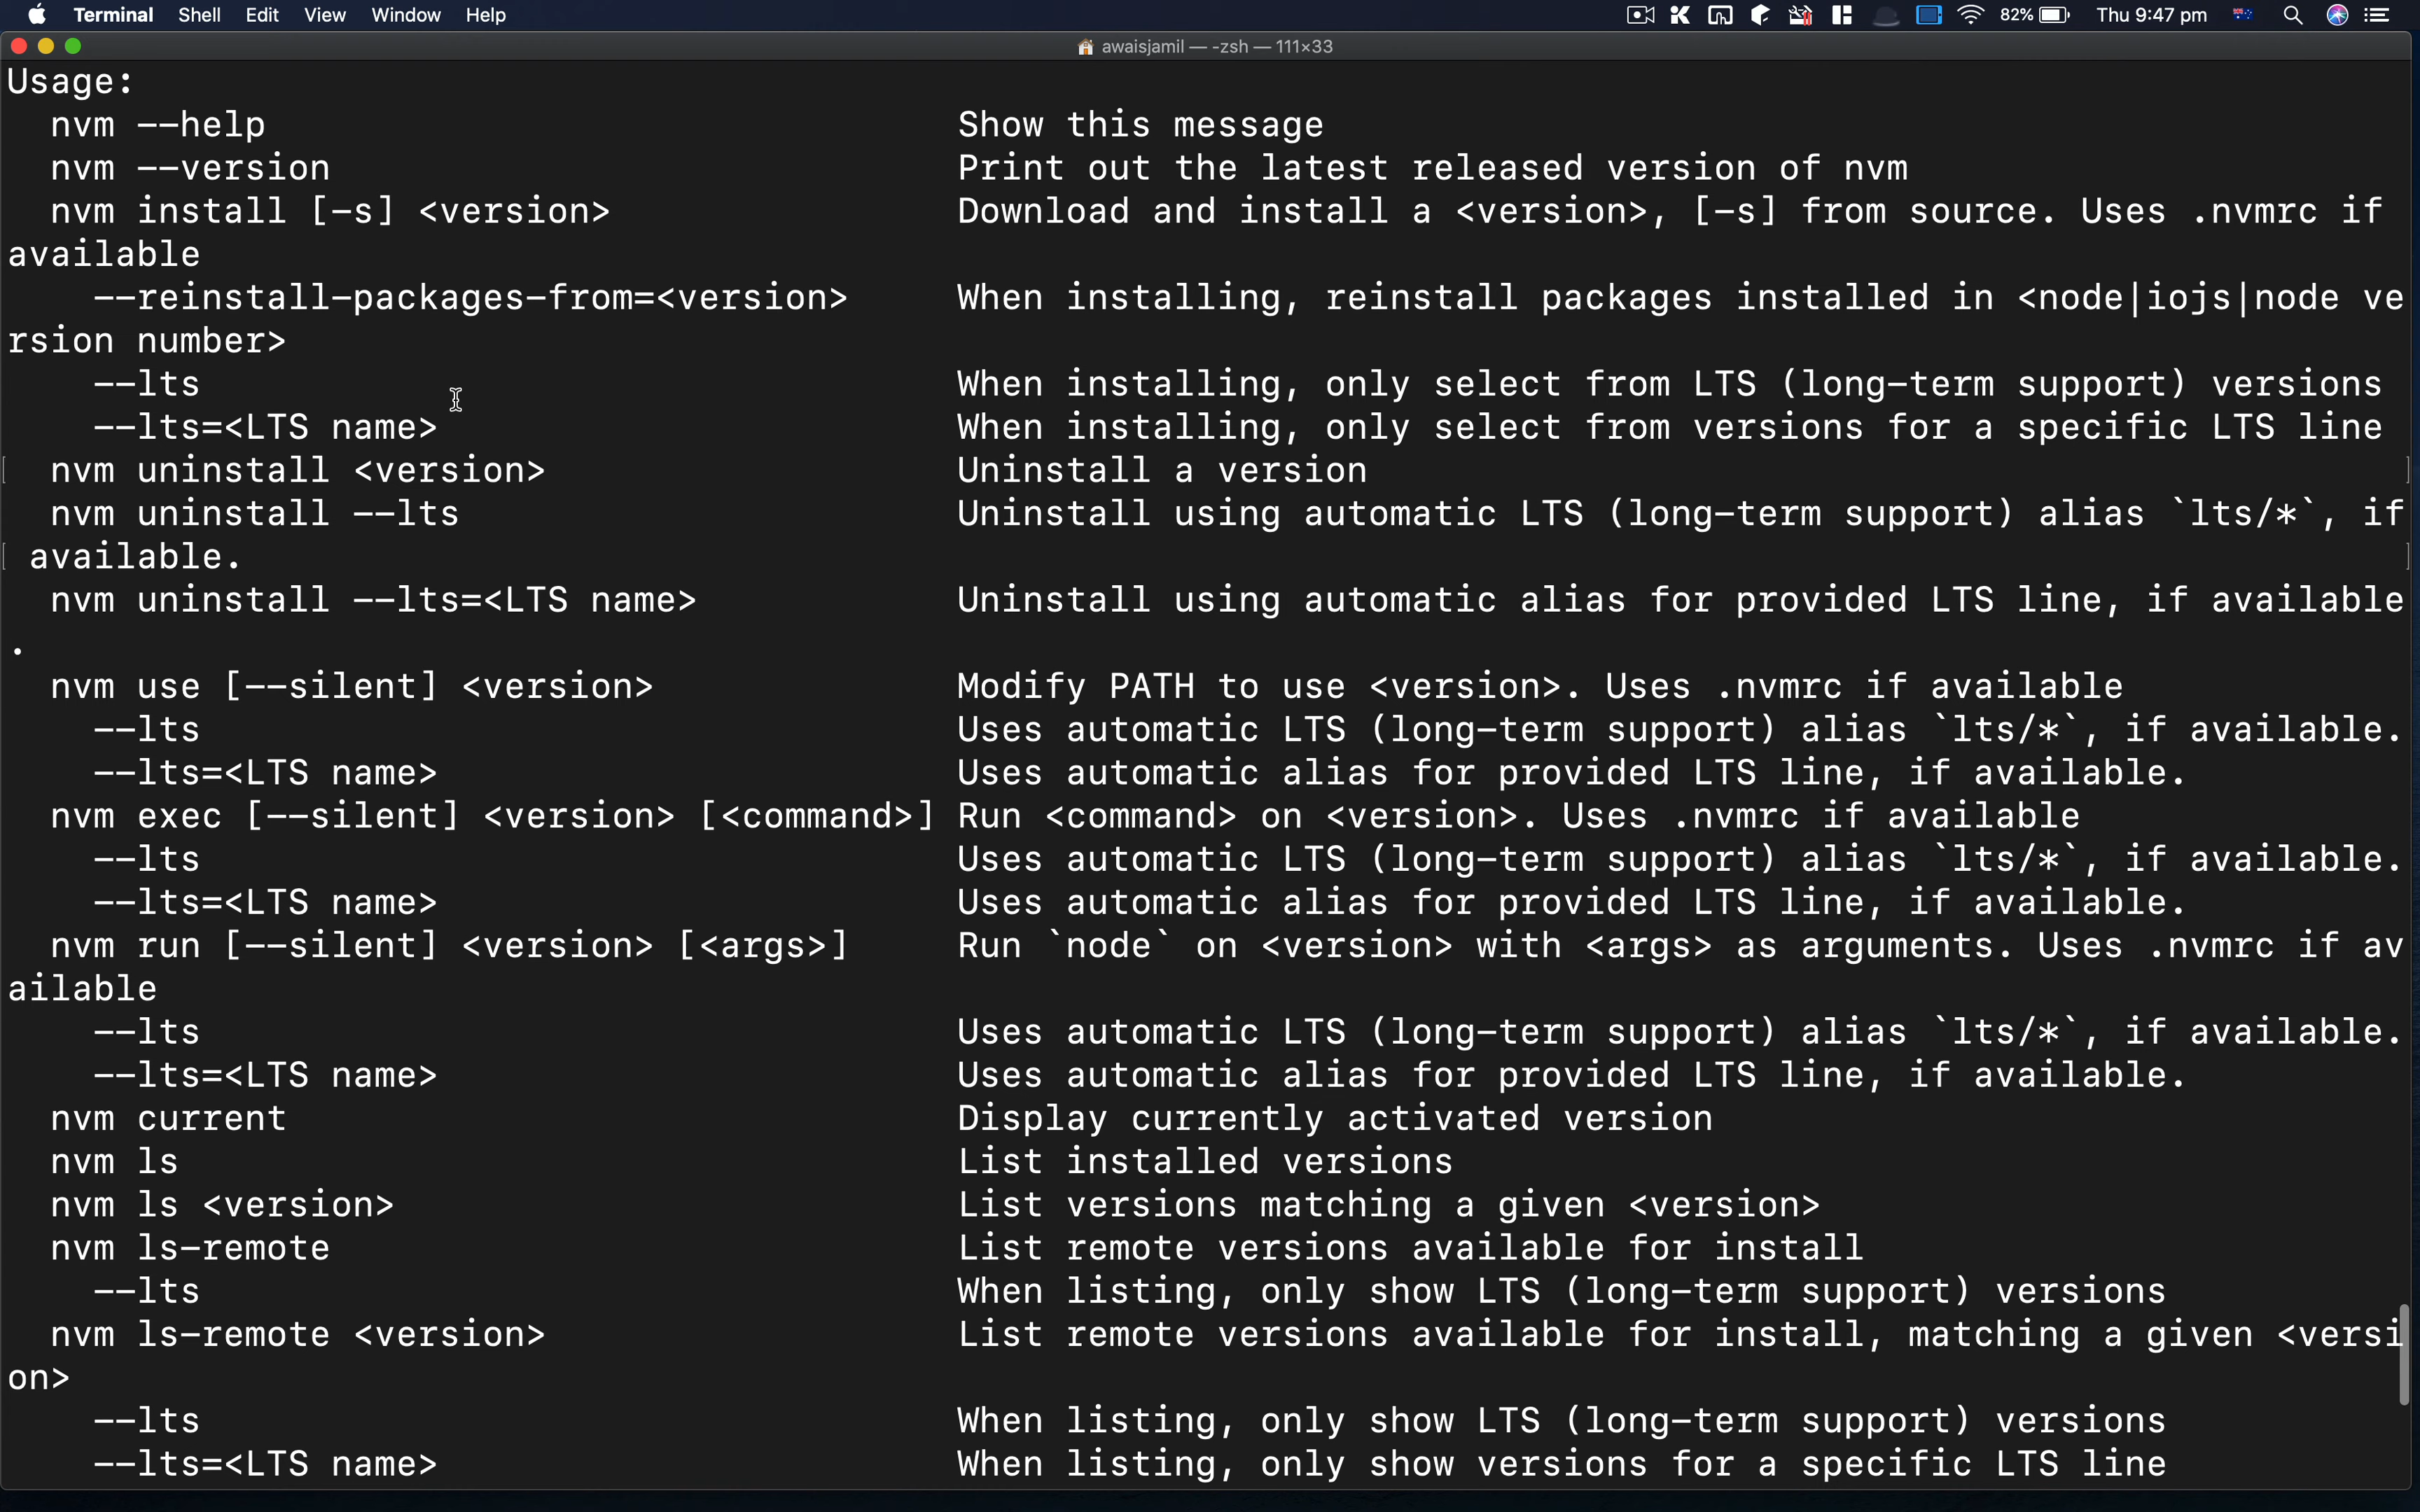 Terminal Shell Edit View Window Help 82% Thu 9:47 pm
awaisjamil — -zsh — 111×33
Usage:
  nvm --help                                Show this message
  nvm --version                             Print out the latest released version of nvm
  nvm install [-s] <version>                Download and install a <version>, [-s] from source. Uses .nvmrc if
available
    --reinstall-packages-from=<version>     When installing, reinstall packages installed in <node|iojs|node ve
rsion number>
    --lts                                   When installing, only select from LTS (long-term support) versions
    --lts=<LTS name>                        When installing, only select from versions for a specific LTS line
  nvm uninstall <version>                   Uninstall a version
  nvm uninstall --lts                       Uninstall using automatic LTS (long-term support) alias `lts/*`, if
 available.
  nvm uninstall --lts=<LTS name>            Uninstall using automatic alias for provided LTS line, if available
.
  nvm use [--silent] <version>              Modify PATH to use <version>. Uses .nvmrc if available
    --lts                                   Uses automatic LTS (long-term support) alias `lts/*`, if available.
    --lts=<LTS name>                        Uses automatic alias for provided LTS line, if available.
  nvm exec [--silent] <version> [<command>] Run <command> on <version>. Uses .nvmrc if available
    --lts                                   Uses automatic LTS (long-term support) alias `lts/*`, if available.
    --lts=<LTS name>                        Uses automatic alias for provided LTS line, if available.
  nvm run [--silent] <version> [<args>]     Run `node` on <version> with <args> as arguments. Uses .nvmrc if av
ailable
    --lts                                   Uses automatic LTS (long-term support) alias `lts/*`, if available.
    --lts=<LTS name>                        Uses automatic alias for provided LTS line, if available.
  nvm current                               Display currently activated version
  nvm ls                                    List installed versions
  nvm ls <version>                          List versions matching a given <version>
  nvm ls-remote                             List remote versions available for install
    --lts                                   When listing, only show LTS (long-term support) versions
  nvm ls-remote <version>                   List remote versions available for install, matching a given <versi
on>
    --lts                                   When listing, only show LTS (long-term support) versions
    --lts=<LTS name>                        When listing, only show versions for a specific LTS line